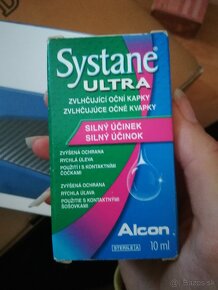 Systane®
ULTRA
ZVLHČUJÍCÍ OČNÍ KAPKY
ZVLHČUJÚCE OČNÉ KVAPKY
SILNÝ ÚČINEK
SILNÝ ÚČINOK
ZVÝŠENÁ OCHRANA
RYCHLÁ ÚLEVA
POUŽITÍ S KONTAKTNÍMI
ČOČKAMI
ZVÝŠENÁ OCHRANA
RÝCHLA ÚĽAVA
POUŽITIE S KONTAKTNÝMI
ŠOŠOVKAMI
Alcon
STERILE A
10 ml